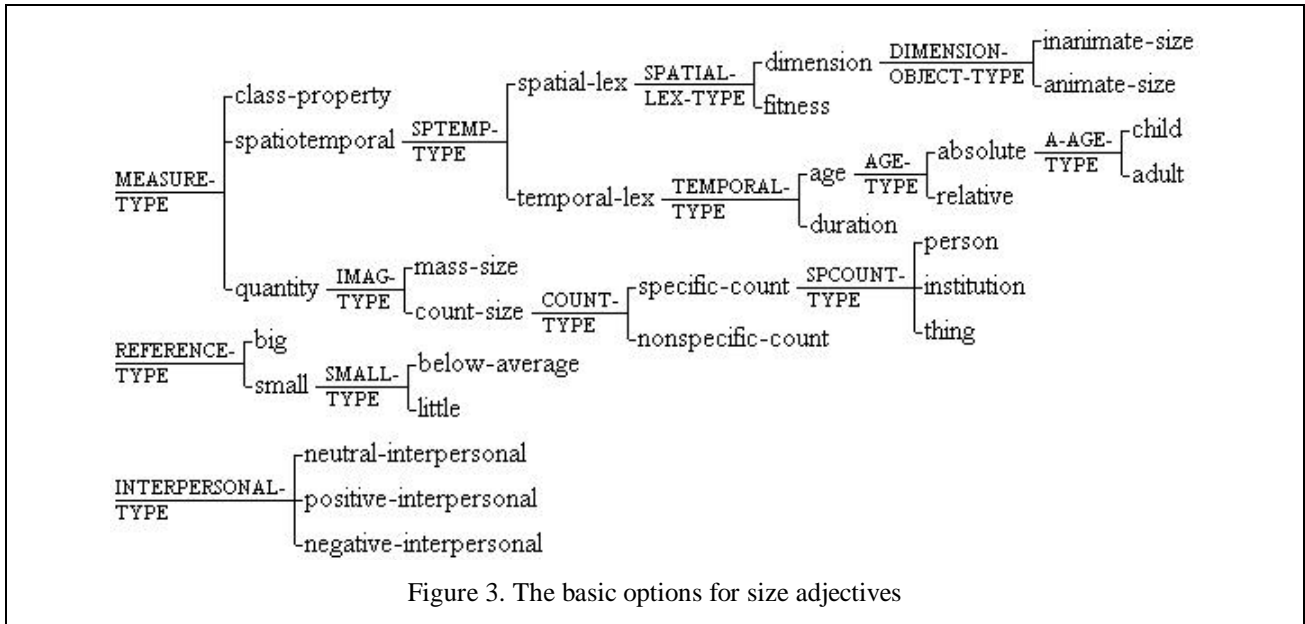 inanimate-size
DIMENSION-
dimension
OBJECT-TYPE
animate-size
SPATIAL-
spatial-lex
LEX-TYPE
fitness
class-property
spatiotemporal
SPTEMP-
TYPE
child
A-AGE-
absolute
TYPE
adult
AGE-
age
TYPE
relative
MEASURE-
TYPE
TEMPORAL-
temporal-lex
TYPE
duration
person
mass-size
quantity
IMAG-
TYPE
specific-count
SPCOUNT-
TYPE
institution
count-size
COUNT-
TYPE
nonspecific-count
thing
big
REFERENCE-
TYPE
below-average
small
SMALL-
TYPE
little
neutral-interpersonal
INTERPERSONAL-
TYPE
positive-interpersonal
negative-interpersonal
Figure 3. The basic options for size adjectives